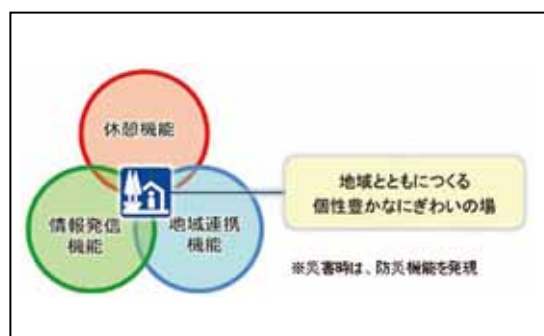 休憩機能
情報発信
機能
地域連携
機能
地域とともにつくる
個性豊かなにぎわいの場
※災害時は、防災機能を発現